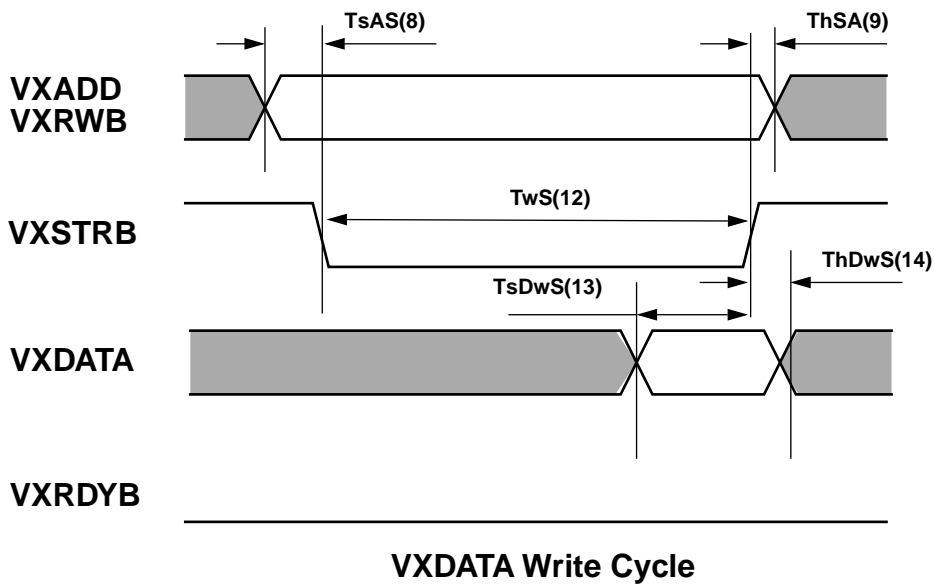 TsAS(8)
ThSA(9)
VXADD
VXRWB
TwS(12)
VXSTRB
ThDwS(14)
TsDwS(13)
VXDATA
VXRDYB
VXDATA Write Cycle